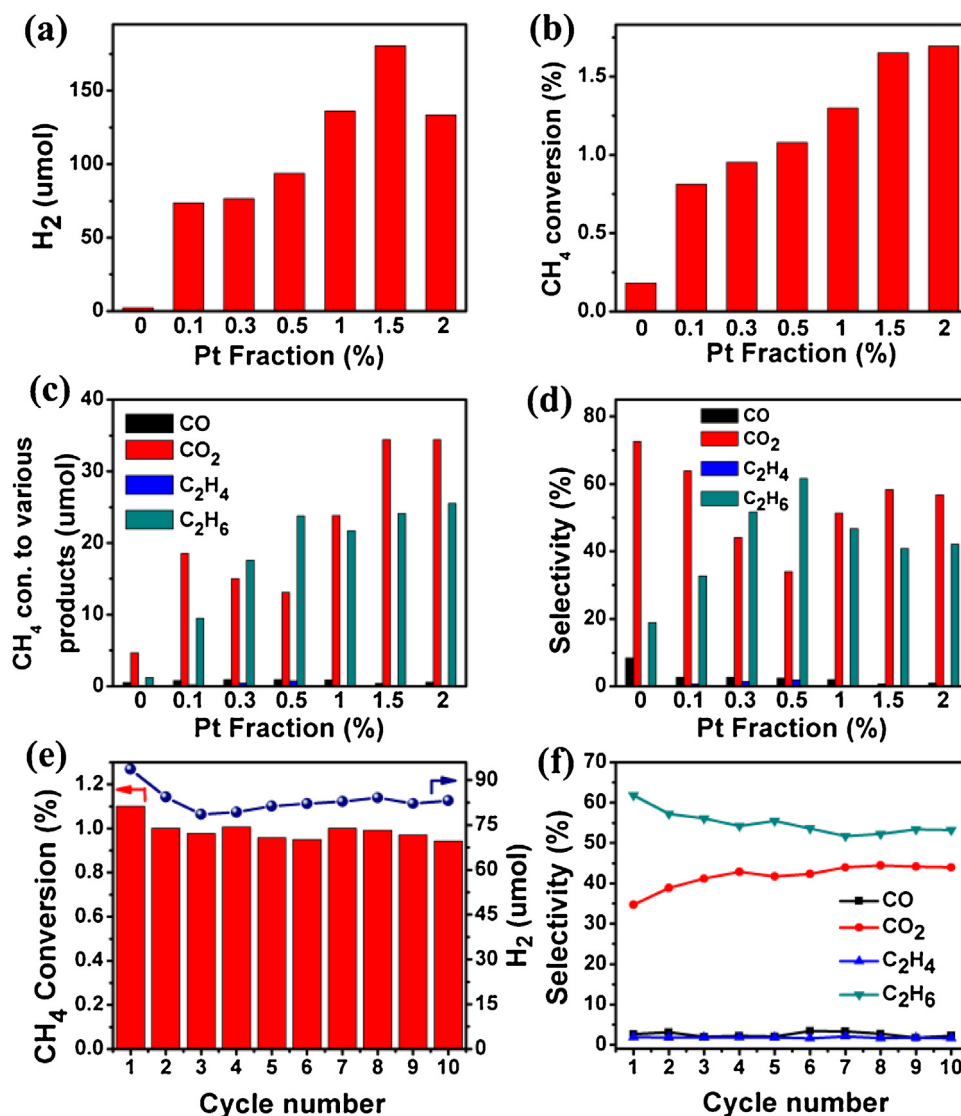 (a)
H2 (umol)
150
100
50
0
0 0.1 0.3 0.5 1 1.5 2
Pt Fraction (%)
(b)
CH4 conversion (%)
1.5
1.0
0.5
0.0
0 0.1 0.3 0.5 1 1.5 2
Pt Fraction (%)
(c)
CH4 con. to various
products (umol)
40
30
20
10
0
CO
CO2
C2H4
C2H6
0 0.1 0.3 0.5 1 1.5 2
Pt Fraction (%)
(d)
Selectivity (%)
80
60
40
20
0
CO
CO2
C2H4
C2H6
0 0.1 0.3 0.5 1 1.5 2
Pt Fraction (%)
(e)
CH4 Conversion (%)
1.2
1.0
0.8
0.6
0.4
0.2
0.0
90
75
60
45
30
15
0
H2 (umol)
1 2 3 4 5 6 7 8 9 10
Cycle number
(f)
Selectivity (%)
70
60
50
40
30
20
10
0
CO
CO2
C2H4
C2H6
1 2 3 4 5 6 7 8 9 10
Cycle number